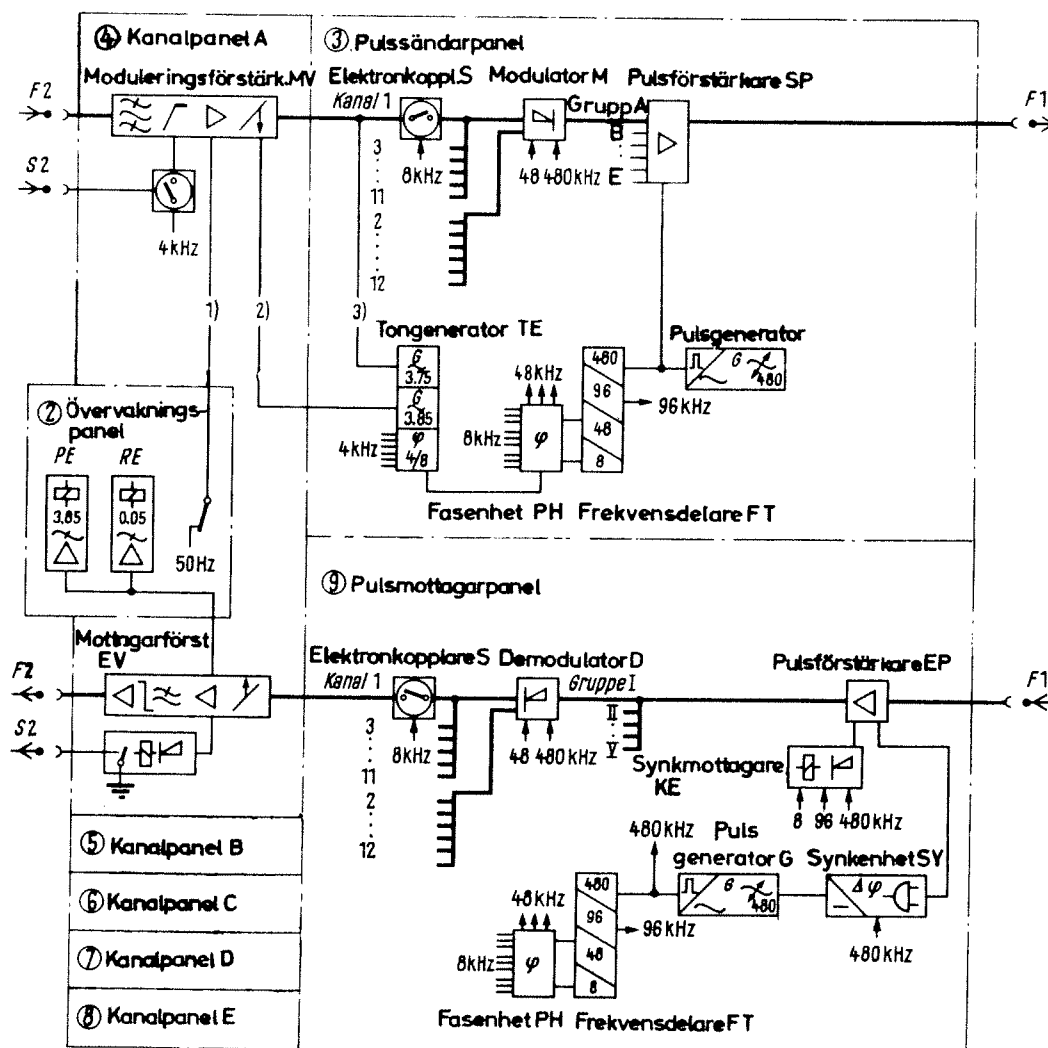 ④ Kanalpanel A
③ Pulssändarpanel
Moduleringsförstärk.MV
Elektronkoppl.S
Modulator M
Pulsförstärkare SP
F2
Kanal 1
Grupp A
F1
S2
3
8kHz
48 480kHz
E
11
2
4kHz
12
1)
2)
3)
Tongenerator TE
Pulsgenerator
G
3.75
480
G
480
48kHz
96
96kHz
② Övervaknings-
panel
G
3.85
8kHz
φ
48
PE
RE
4kHz
φ
4/8
8
3.85
0.05
Fasenhet PH
Frekvensdelare FT
50Hz
⑨ Pulsmottagarpanel
Mottngarförst
EV
Elektronkopplare S
Demodulator D
Pulsförstärkare EP
F2
Kanal 1
Gruppe I
F1
II
S2
3
8kHz
48 480kHz
V
Synkmottagare
KE
11
2
8 96 480kHz
12
480kHz
Puls
generator G
Synkenhet SY
⑤ Kanalpanel B
480
G
480
Δφ
⑥ Kanalpanel C
48kHz
96
96kHz
480kHz
⑦ Kanalpanel D
8kHz
φ
48
8
⑧ Kanalpanel E
Fasenhet PH
Frekvensdelare FT